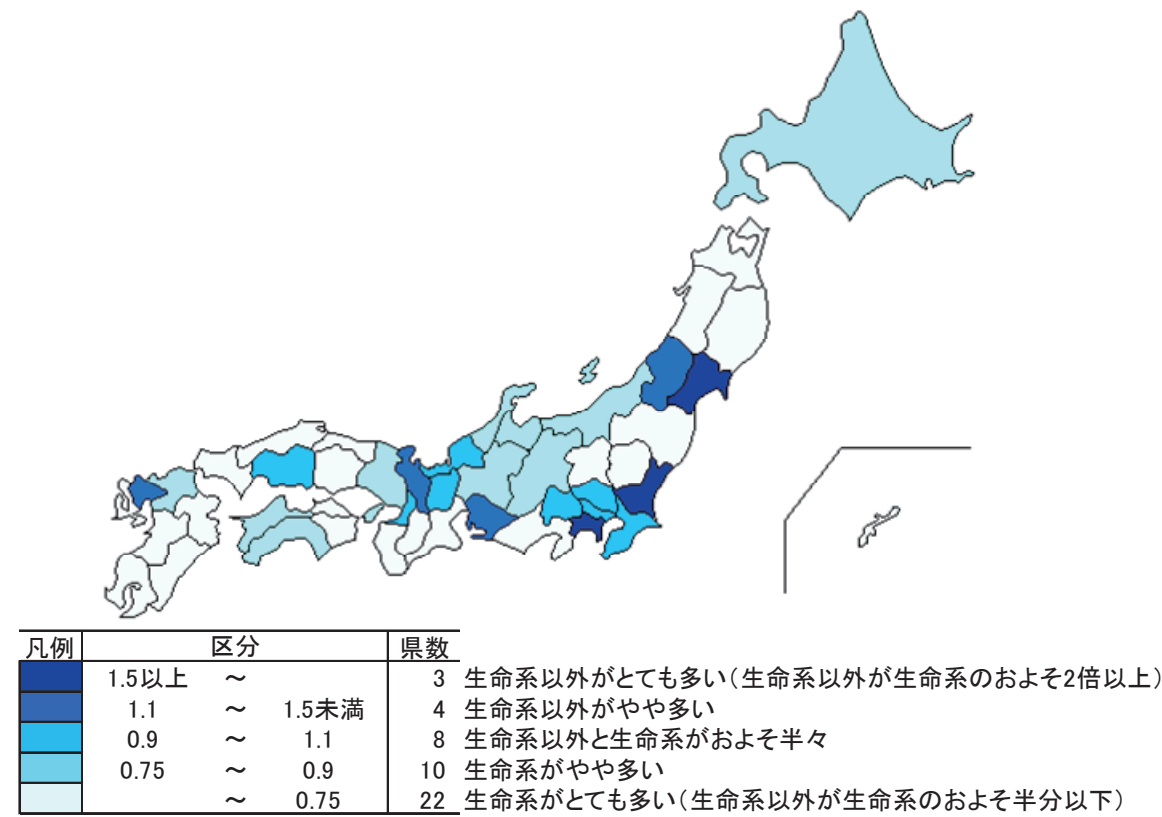 凡例 区分 県数
1.5以上 ～ 3 生命系以外がとても多い（生命系以外が生命系のおよそ2倍以上）
1.1 ～ 1.5未満 4 生命系以外がやや多い
0.9 ～ 1.1 8 生命系以外と生命系がおよそ半々
0.75 ～ 0.9 10 生命系がやや多い
～ 0.75 22 生命系がとても多い（生命系以外が生命系のおよそ半分以下）